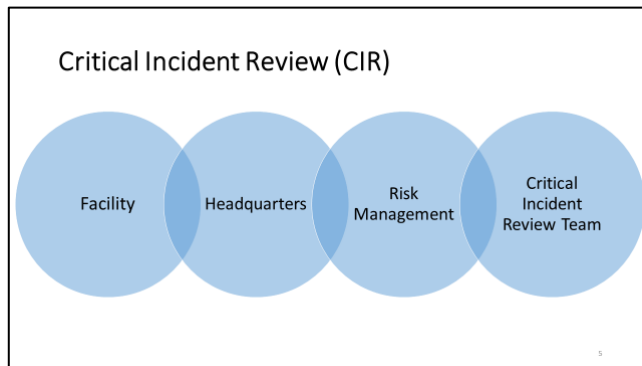 Critical Incident Review (CIR)
Facility
Headquarters
Risk
Management
Critical
Incident
Review Team
5